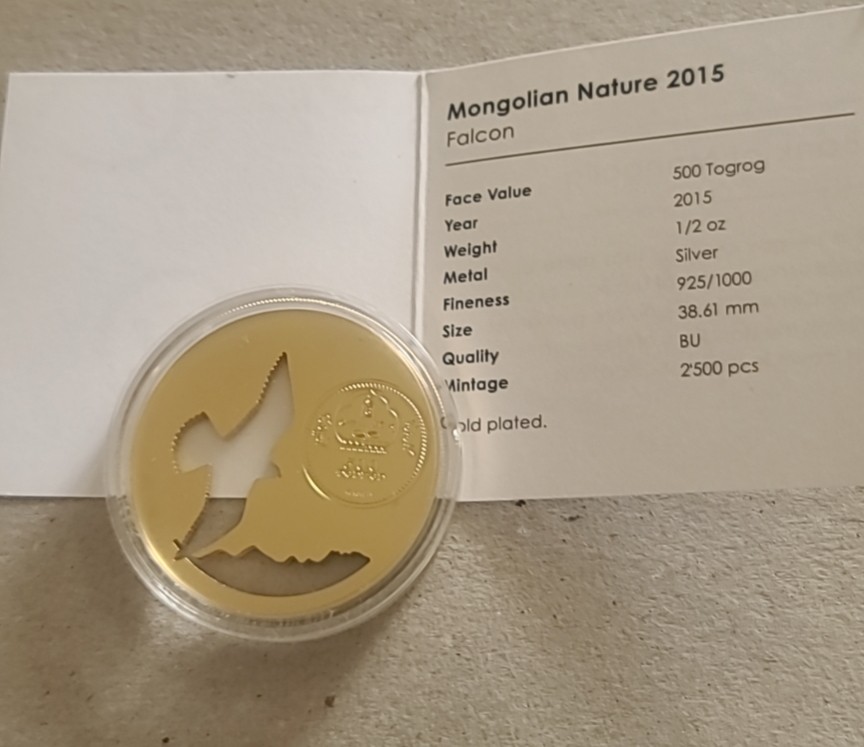 Mongolian Nature 2015
Falcon
Face Value 500 Togrog
Year 2015
Weight 1/2 oz
Metal Silver
Fineness 925/1000
Size 38.61 mm
Quality BU
Mintage 2'500 pcs
Gold plated.